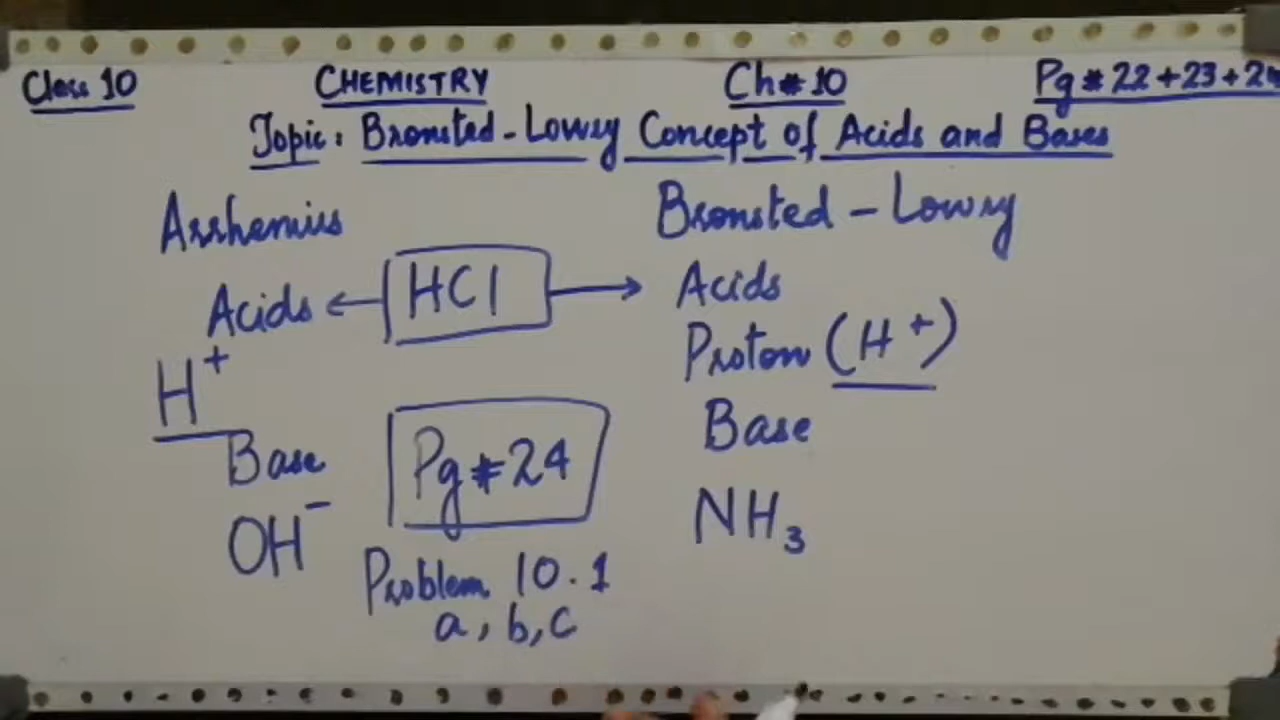 Class 10 CHEMISTRY Ch # 10 Pg # 22 + 23 + 24
Topic: Bronsted - Lowry Concept of Acids and Bases
Arrhenius Bronsted - Lowry
Acids ← HCl → Acids
H+ Proton (H+)
Base Pg # 24 Base
OH- NH3
Problem 10.1
a, b, c